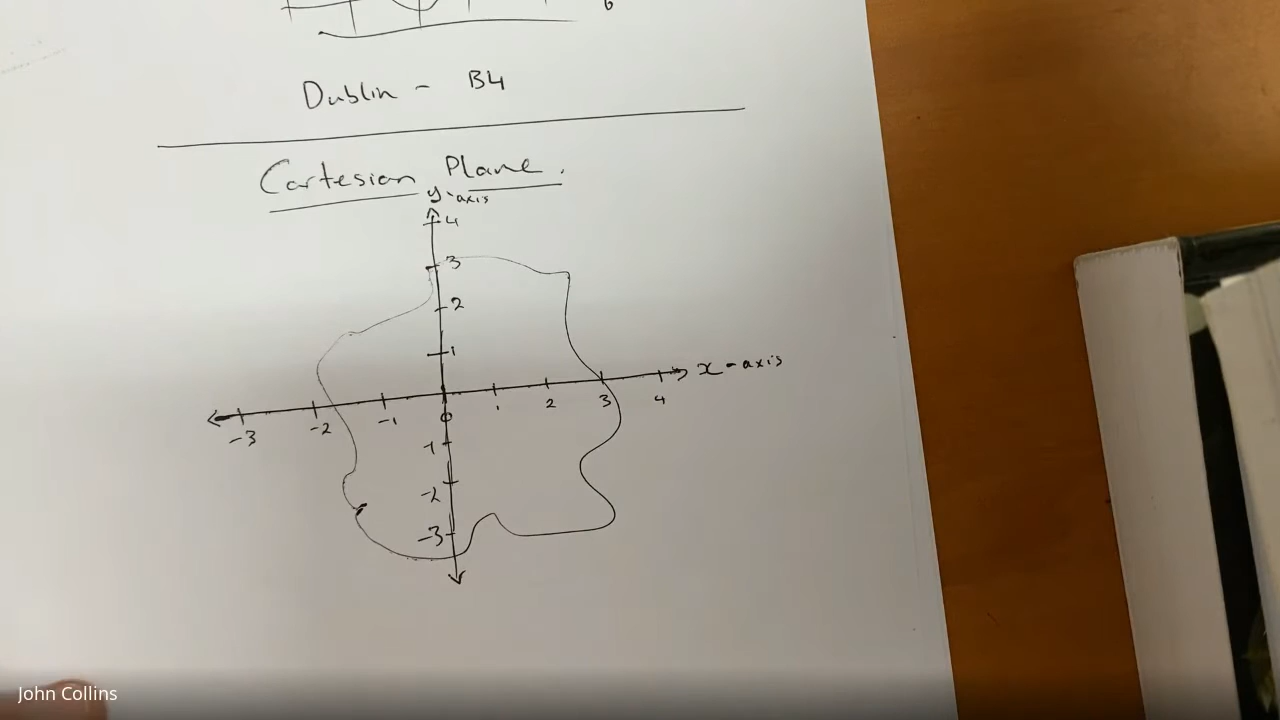 6
Dublin - B4
Cartesian Plane.
y-axis
4
3
2
1
x-axis
-3 -2 -1 0 1 2 3 4
-1
-2
-3
John Collins